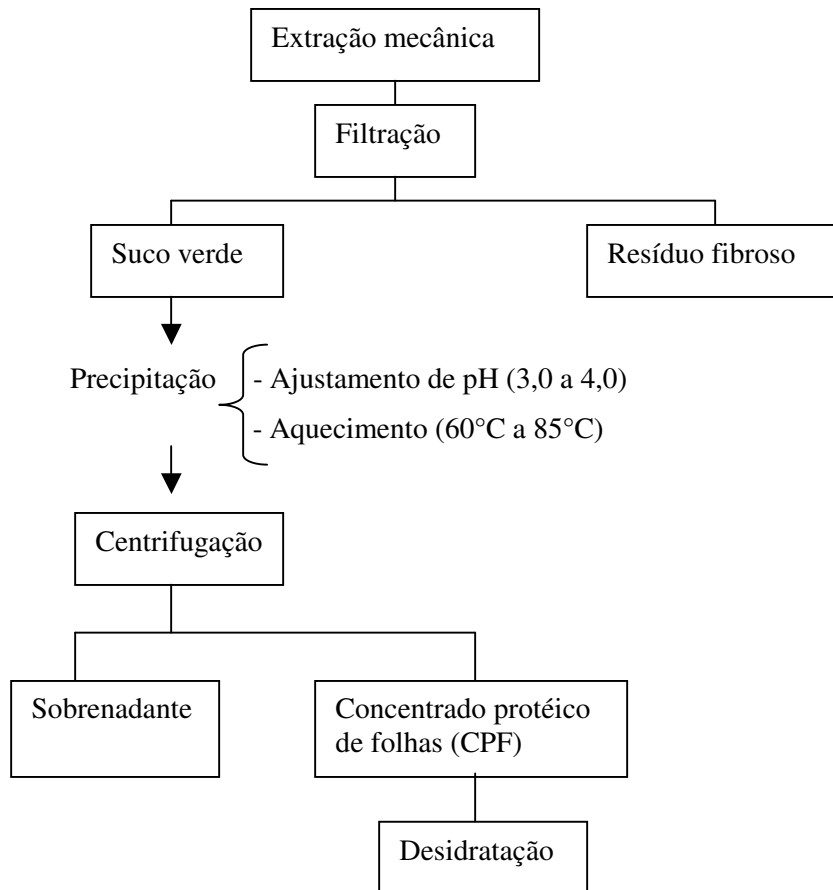 Extração mecânica
Filtração
Suco verde
Resíduo fibroso
Precipitação
- Ajustamento de pH (3,0 a 4,0)
- Aquecimento (60°C a 85°C)
Centrifugação
Sobrenadante
Concentrado protéico
de folhas (CPF)
Desidratação